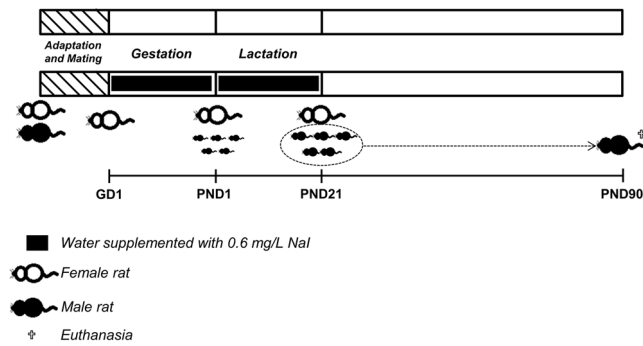 Adaptation
and Mating
Gestation
Lactation
GD1
PND1
PND21
PND90
Water supplemented with 0.6 mg/L NaI
Female rat
Male rat
Euthanasia